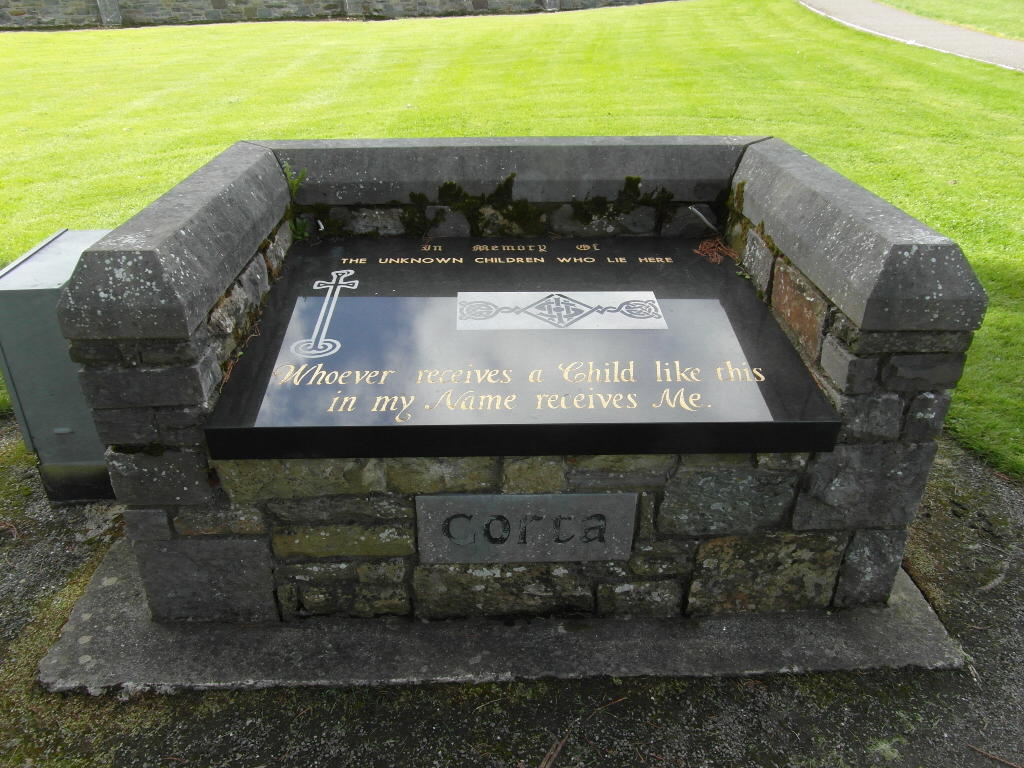 In Memory Of
THE UNKNOWN CHILDREN WHO LIE HERE
Whoever receives a Child like this
in my Name receives Me.
Gorta